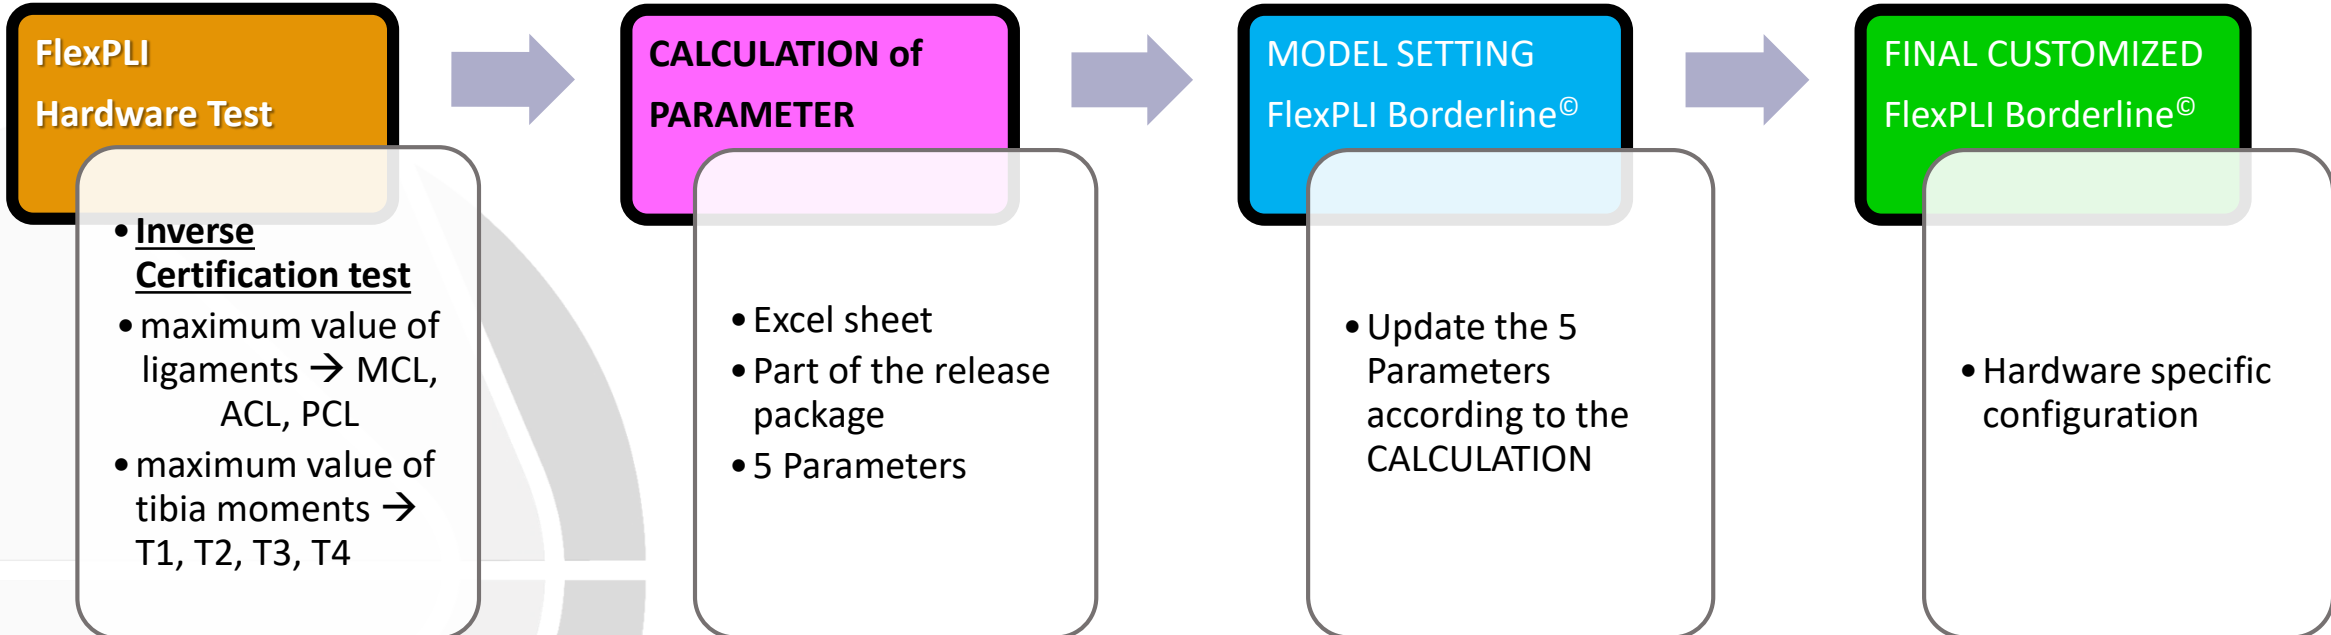 FlexPLI
Hardware Test
• Inverse
Certification test
• maximum value of
ligaments → MCL,
ACL, PCL
• maximum value of
tibia moments →
T1, T2, T3, T4
CALCULATION of
PARAMETER
• Excel sheet
• Part of the release
package
• 5 Parameters
MODEL SETTING
FlexPLI Borderline©
• Update the 5
Parameters
according to the
CALCULATION
FINAL CUSTOMIZED
FlexPLI Borderline©
• Hardware specific
configuration